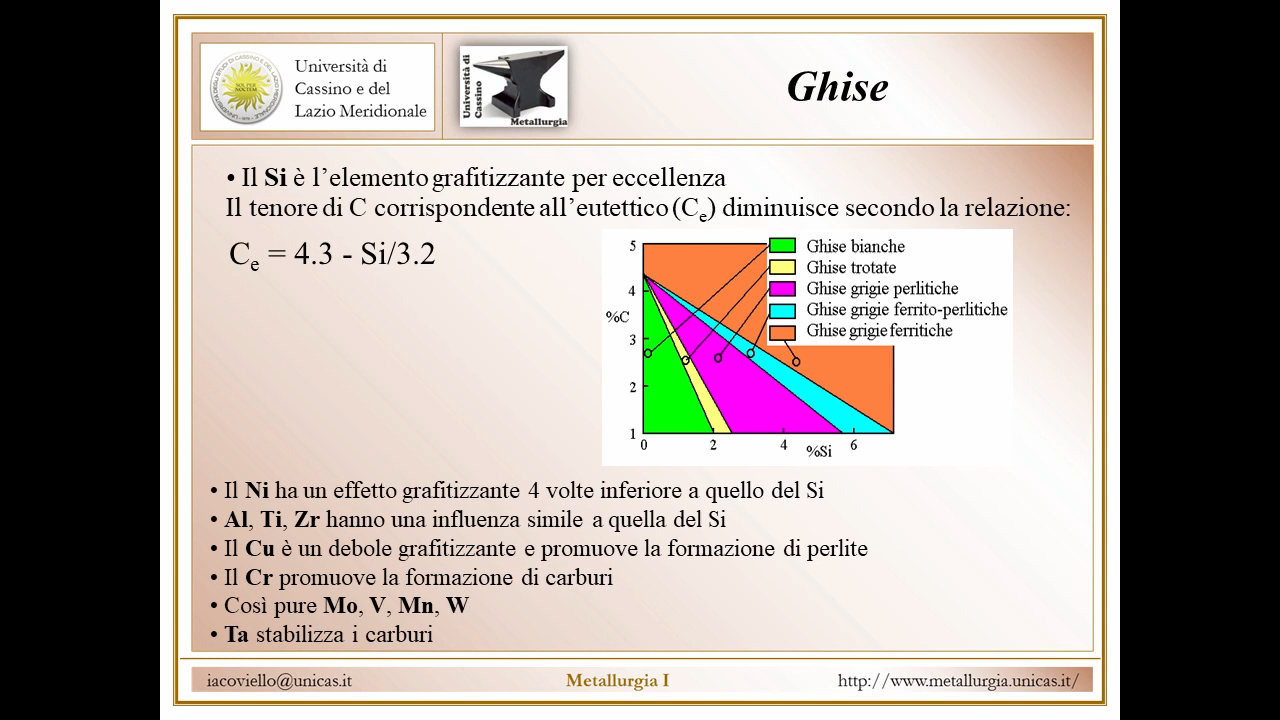 Università di
Cassino e del
Lazio Meridionale
Università di
Cassino
Metallurgia
Ghise
• Il Si è l’elemento grafitizzante per eccellenza
Il tenore di C corrispondente all’eutettico (Ce) diminuisce secondo la relazione:
Ce = 4.3 - Si/3.2
5
4
%C
3
2
1
0
2
4
6
%Si
Ghise bianche
Ghise trotate
Ghise grigie perlitiche
Ghise grigie ferrito-perlitiche
Ghise grigie ferritiche
• Il Ni ha un effetto grafitizzante 4 volte inferiore a quello del Si
• Al, Ti, Zr hanno una influenza simile a quella del Si
• Il Cu è un debole grafitizzante e promuove la formazione di perlite
• Il Cr promuove la formazione di carburi
• Così pure Mo, V, Mn, W
• Ta stabilizza i carburi
iacoviello@unicas.it
Metallurgia I
http://www.metallurgia.unicas.it/